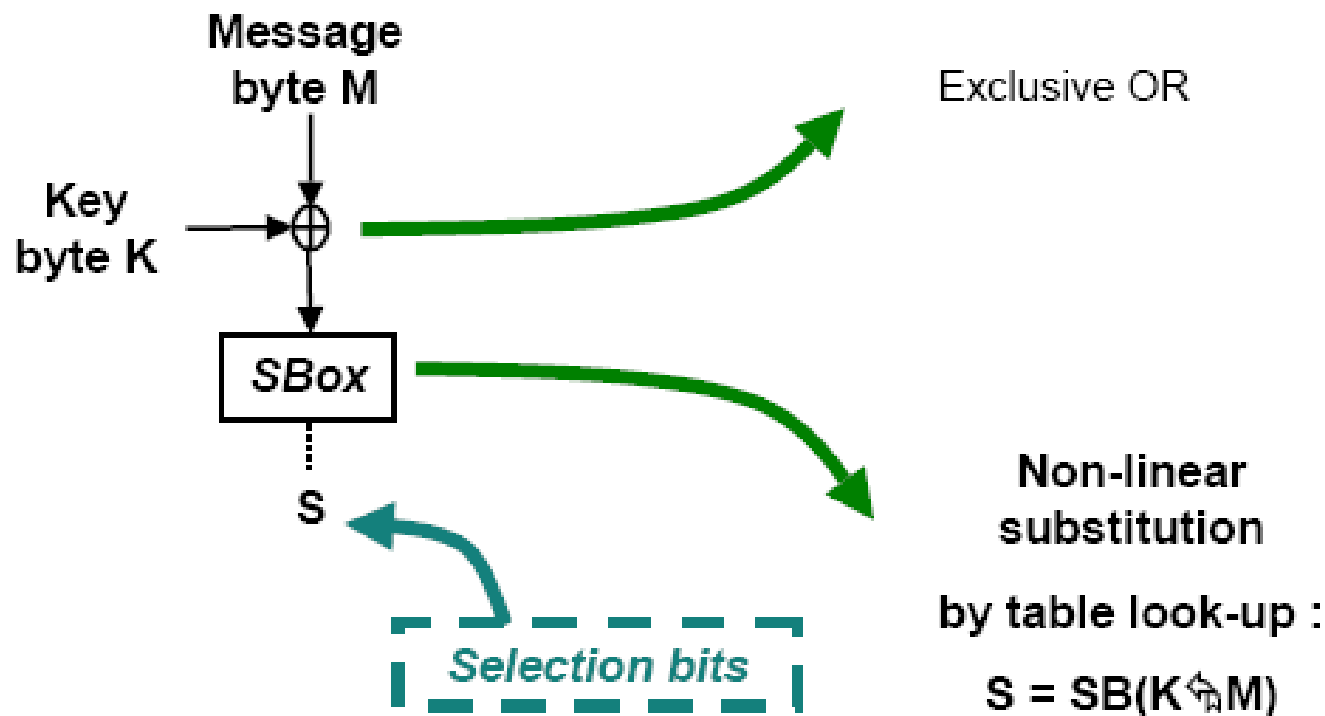 Message
byte M
Exclusive OR
Key
byte K
SBox
S
Non-linear
substitution
by table look-up :
Selection bits
S = SB(K⇖M)